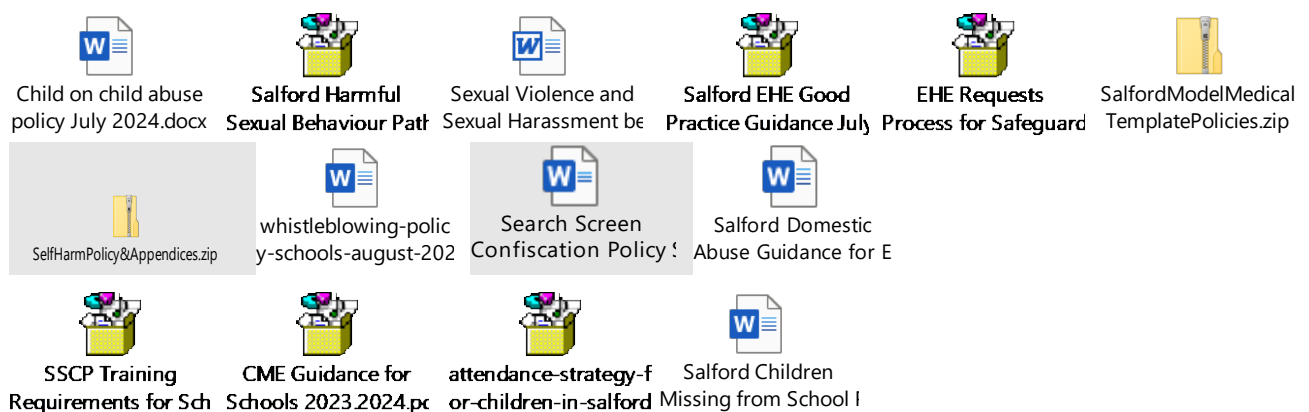 Child on child abuse
policy July 2024.docx
Salford Harmful
Sexual Behaviour Path
Sexual Violence and
Sexual Harassment be
Salford EHE Good
Practice Guidance July
EHE Requests
Process for Safeguard
SalfordModelMedical
TemplatePolicies.zip
SelfHarmPolicy&Appendices.zip
whistleblowing-polic
y-schools-august-202
Search Screen
Confiscation Policy S
Salford Domestic
Abuse Guidance for E
SSCP Training
Requirements for Sch
CME Guidance for
Schools 2023.2024.pd
attendance-strategy-f
or-children-in-salford
Salford Children
Missing from School